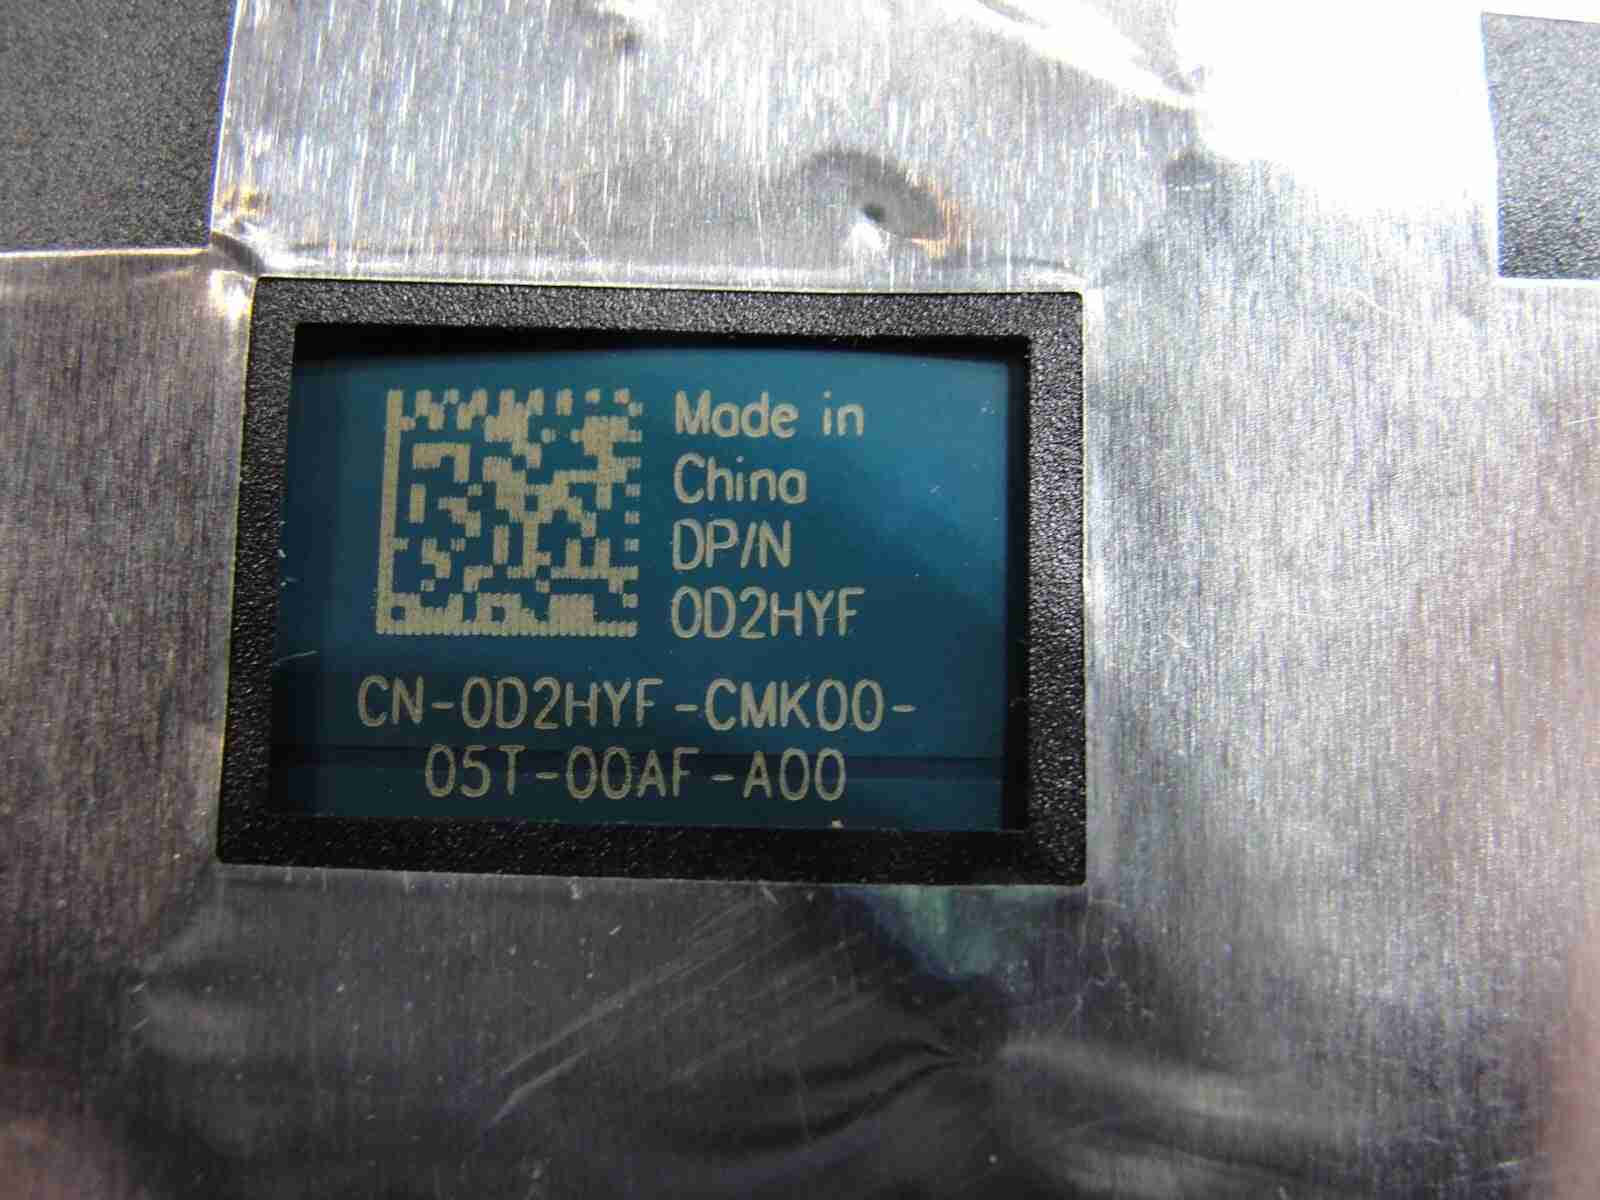 Made in
China
DP/N
0D2HYF
CN-0D2HYF-CMK00-
05T-00AF-A00